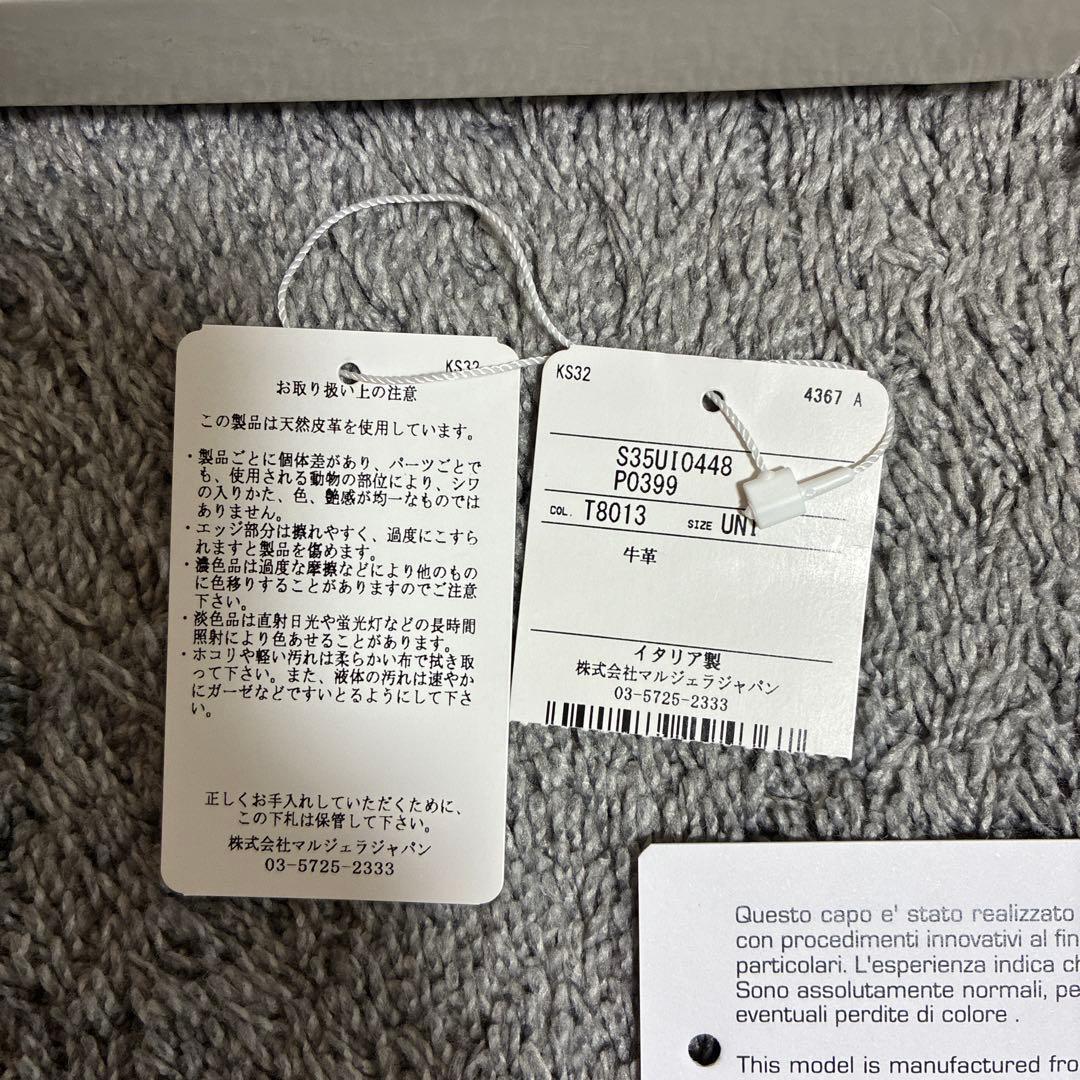 KS32
お取り扱い上の注意
この製品は天然皮革を使用しています。
・製品ごとに個体差があり、パーツごとで
も、使用される動物の部位により、シワ
の入りかた、色、艶感が均一なものでは
ありません。
・エッジ部分は擦れやすく、過度にこすら
れますと製品を傷めます。
・濃色品は過度な摩擦などにより他のもの
に色移りすることがありますのでご注意
下さい。
・淡色品は直射日光や蛍光灯などの長時間
照射により色あせることがあります。
・ホコリや軽い汚れは柔らかい布で拭き取
って下さい。また、液体の汚れは速やか
にガーゼなどですいとるようにして下さ
い。
正しくお手入れしていただくために、
この下札は保管して下さい。
株式会社マルジェラジャパン
03-5725-2333
KS32
4367 A
S35UI0448
P0399
COL. T8013 SIZE UNI
牛革
イタリア製
株式会社マルジェラジャパン
03-5725-2333
Questo capo e' stato realizzato
con procedimenti innovativi al fin
particolari. L'esperienza indica ch
Sono assolutamente normali, pe
eventuali perdite di colore .
This model is manufactured fro